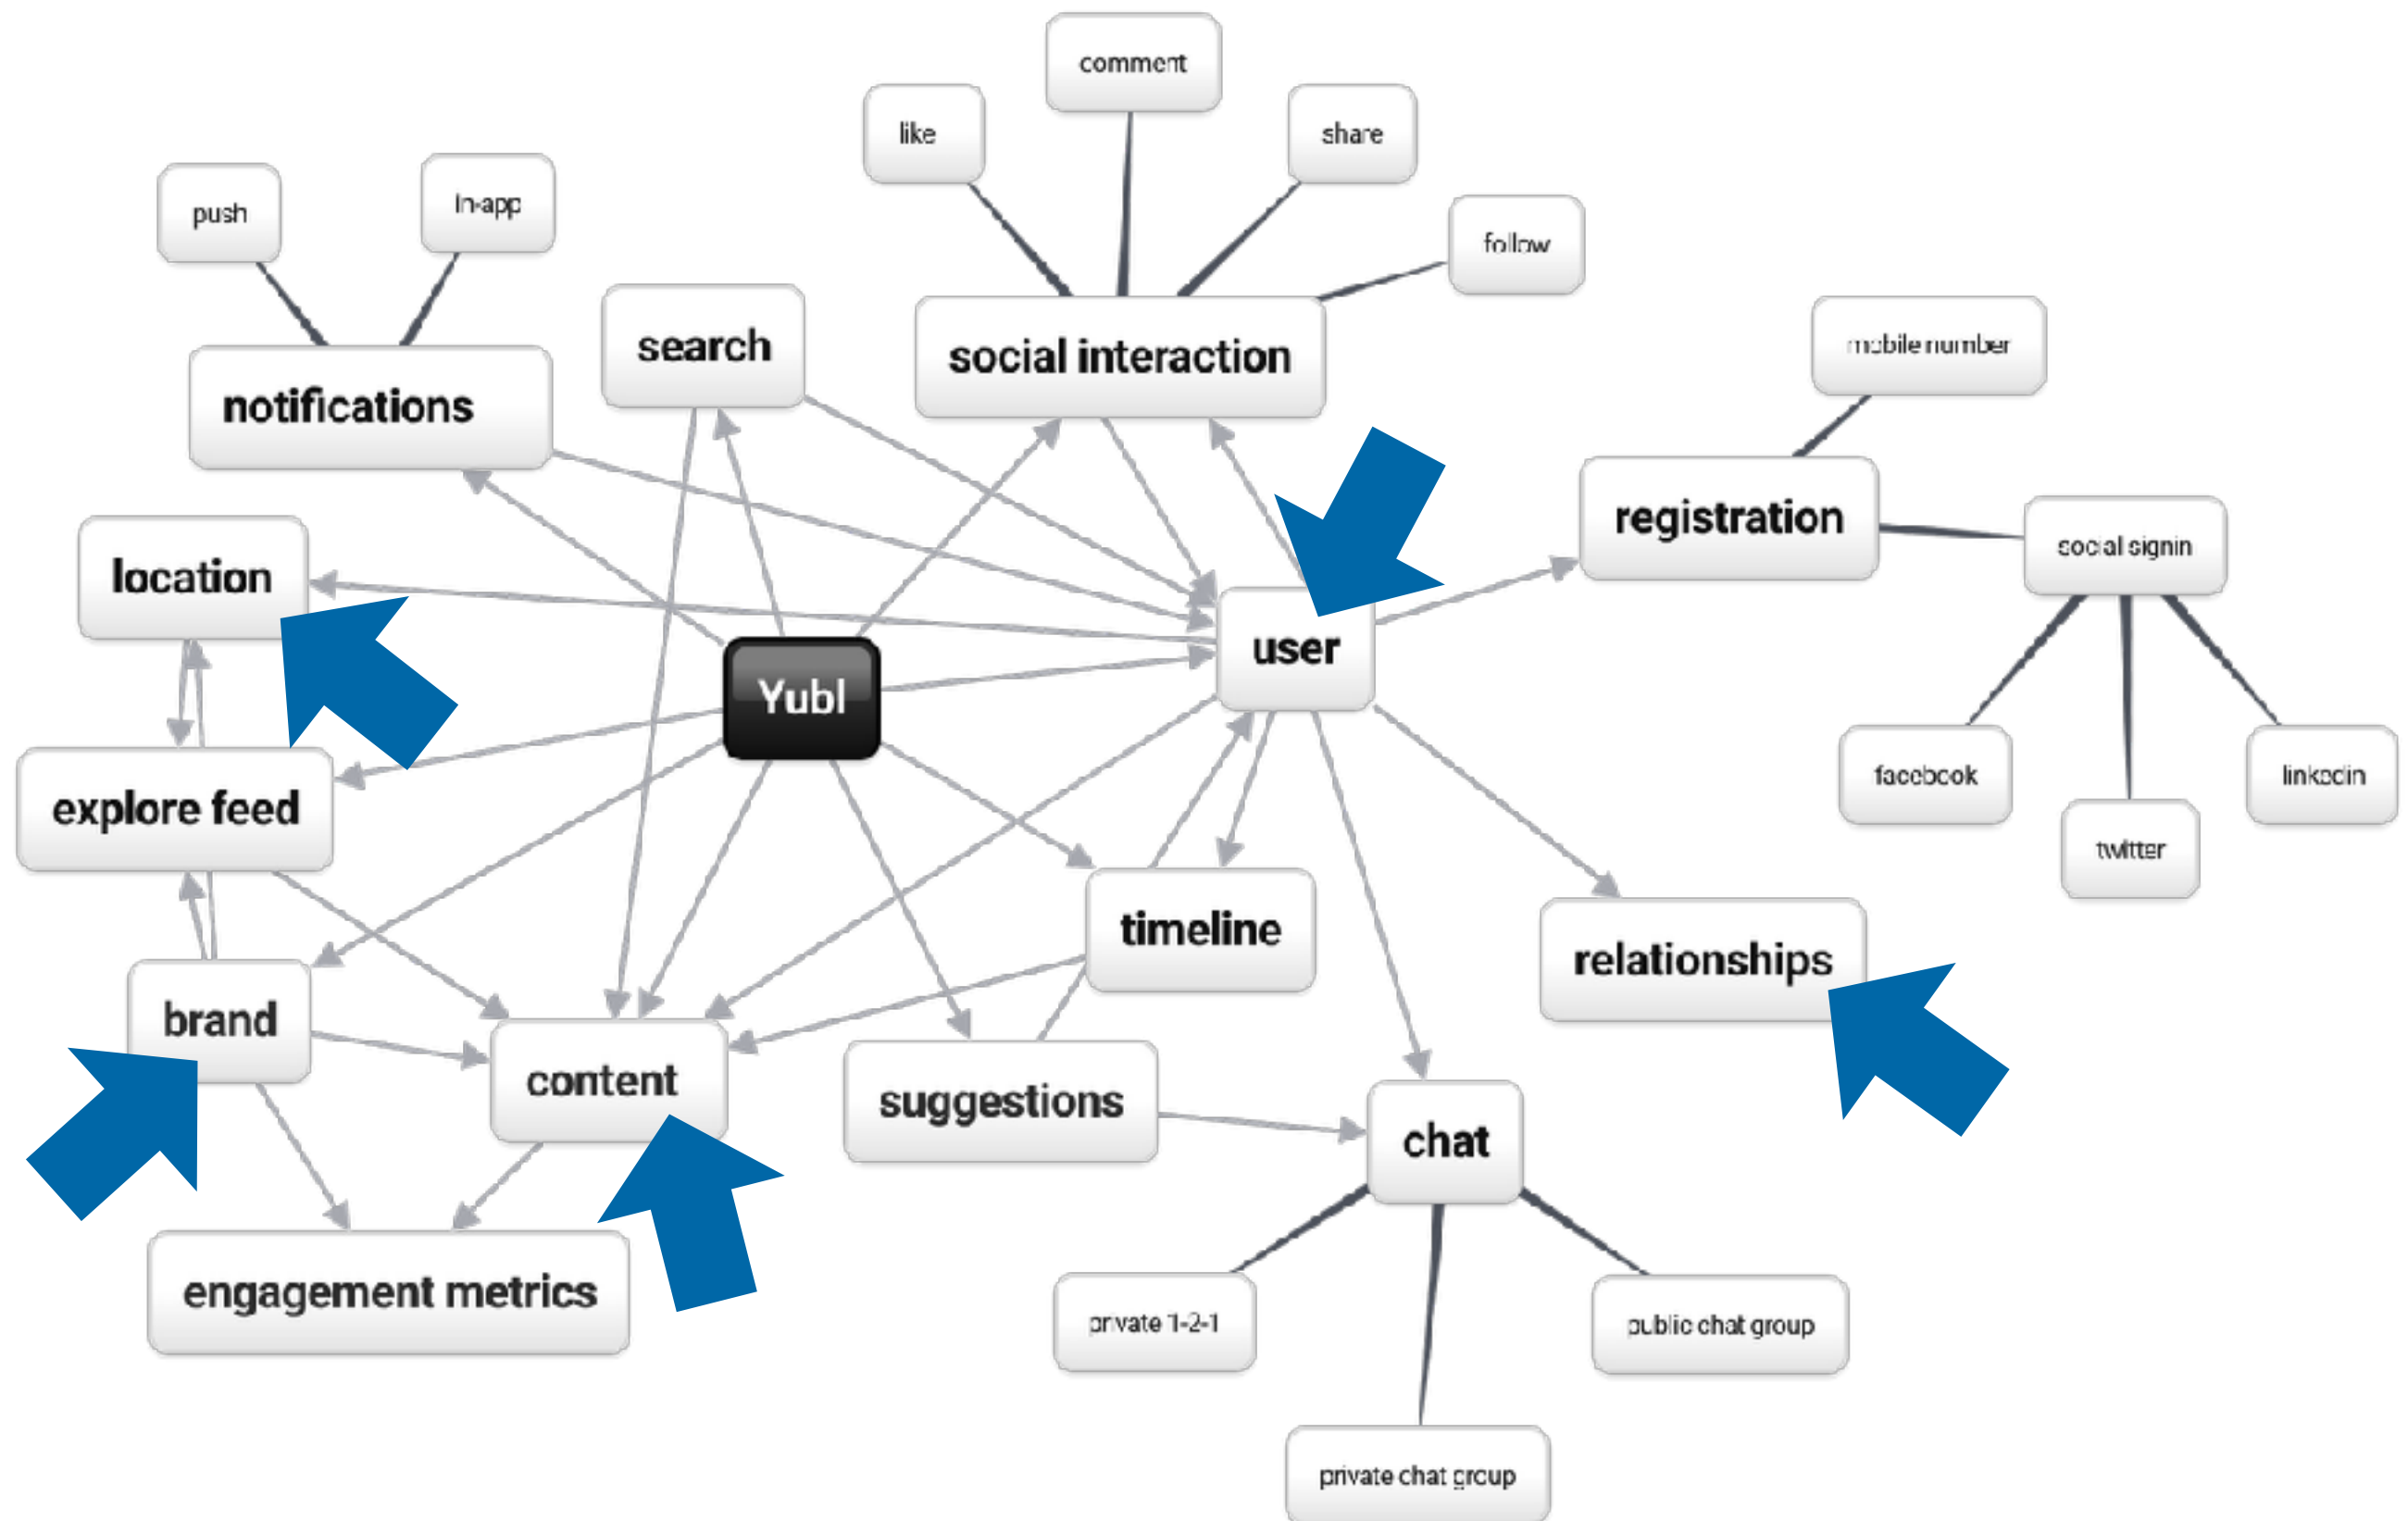 comment
like
share
push
in-app
follow
search
social interaction
mobile number
notifications
registration
location
social signin
user
Yubl
explore feed
facebook
linkedin
twitter
timeline
relationships
brand
content
suggestions
chat
engagement metrics
private 1-2-1
public chat group
private chat group